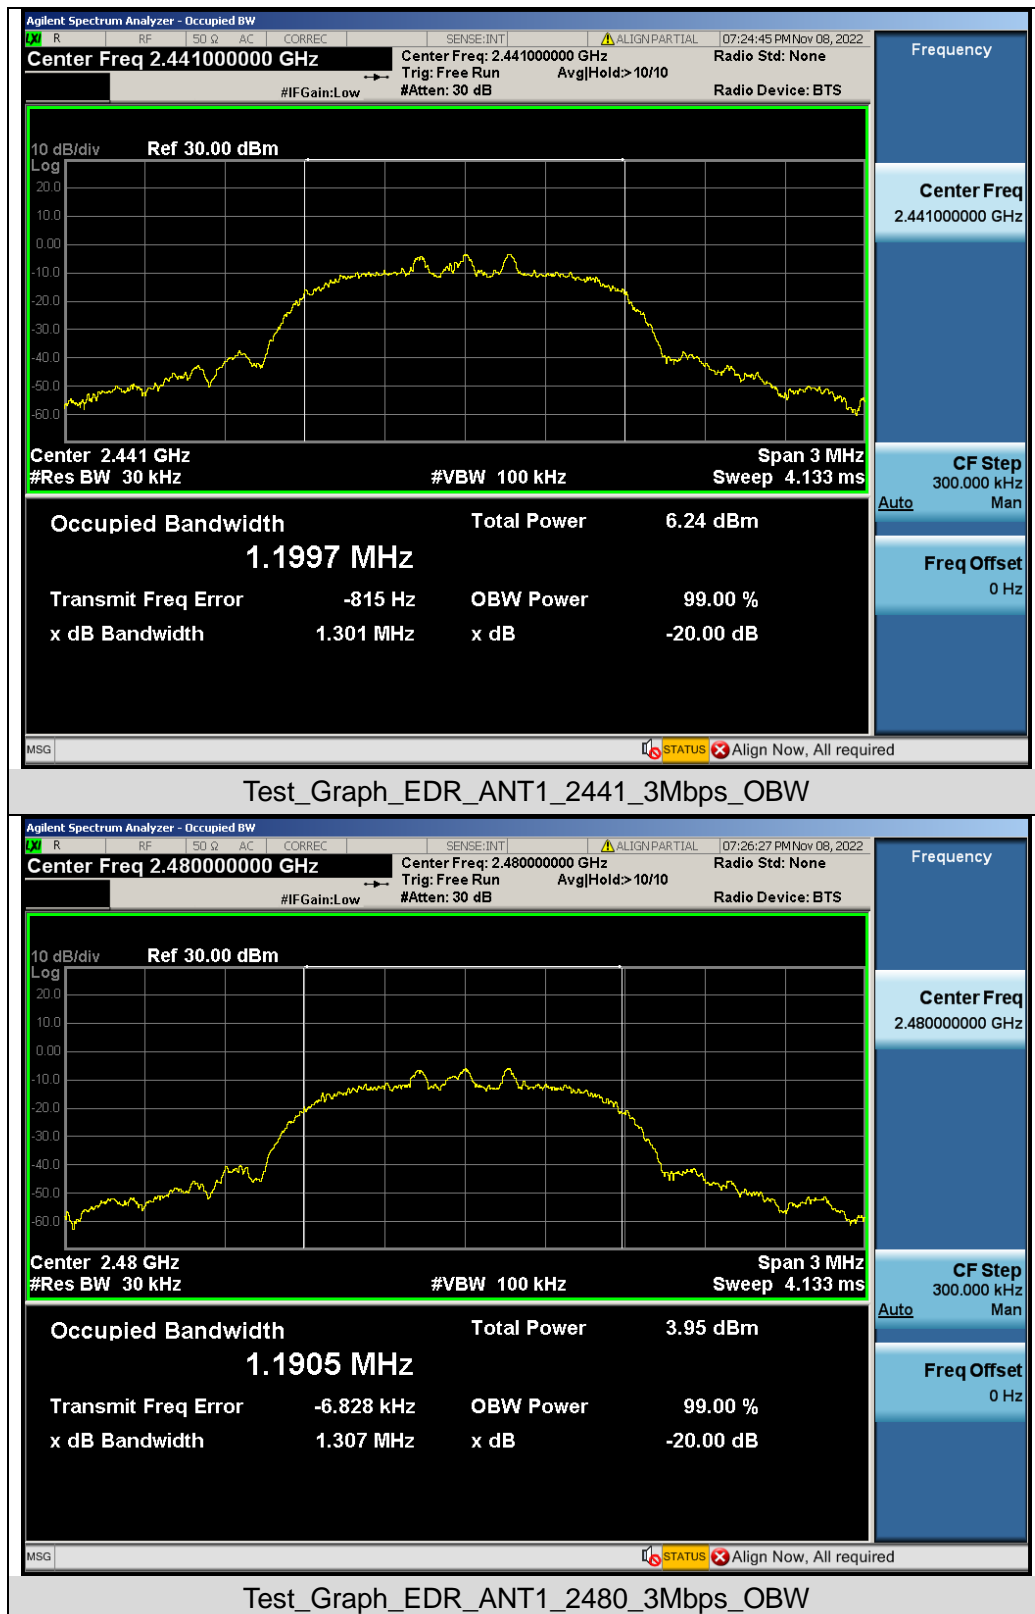 Agilent Spectrum Analyzer - Occupied BW
LXI R RF 50 Ω AC CORREC SENSE:INT ALIGN PARTIAL 07:24:45 PM Nov 08, 2022
Center Freq 2.441000000 GHz
Center Freq: 2.441000000 GHz Radio Std: None
Trig: Free Run Avg|Hold:> 10/10
#IFGain:Low #Atten: 30 dB Radio Device: BTS
Frequency
10 dB/div Ref 30.00 dBm
Log
20.0
10.0
0.00
-10.0
-20.0
-30.0
-40.0
-50.0
-60.0
Center 2.441 GHz Span 3 MHz
#Res BW 30 kHz #VBW 100 kHz Sweep 4.133 ms
Center Freq
2.441000000 GHz
CF Step
300.000 kHz
Auto Man
Freq Offset
0 Hz
Occupied Bandwidth Total Power 6.24 dBm
1.1997 MHz
Transmit Freq Error -815 Hz OBW Power 99.00 %
x dB Bandwidth 1.301 MHz x dB -20.00 dB
MSG STATUS Align Now, All required
Test_Graph_EDR_ANT1_2441_3Mbps_OBW
Agilent Spectrum Analyzer - Occupied BW
LXI R RF 50 Ω AC CORREC SENSE:INT ALIGN PARTIAL 07:26:27 PM Nov 08, 2022
Center Freq 2.480000000 GHz
Center Freq: 2.480000000 GHz Radio Std: None
Trig: Free Run Avg|Hold:> 10/10
#IFGain:Low #Atten: 30 dB Radio Device: BTS
Frequency
10 dB/div Ref 30.00 dBm
Log
20.0
10.0
0.00
-10.0
-20.0
-30.0
-40.0
-50.0
-60.0
Center 2.48 GHz Span 3 MHz
#Res BW 30 kHz #VBW 100 kHz Sweep 4.133 ms
Center Freq
2.480000000 GHz
CF Step
300.000 kHz
Auto Man
Freq Offset
0 Hz
Occupied Bandwidth Total Power 3.95 dBm
1.1905 MHz
Transmit Freq Error -6.828 kHz OBW Power 99.00 %
x dB Bandwidth 1.307 MHz x dB -20.00 dB
MSG STATUS Align Now, All required
Test_Graph_EDR_ANT1_2480_3Mbps_OBW